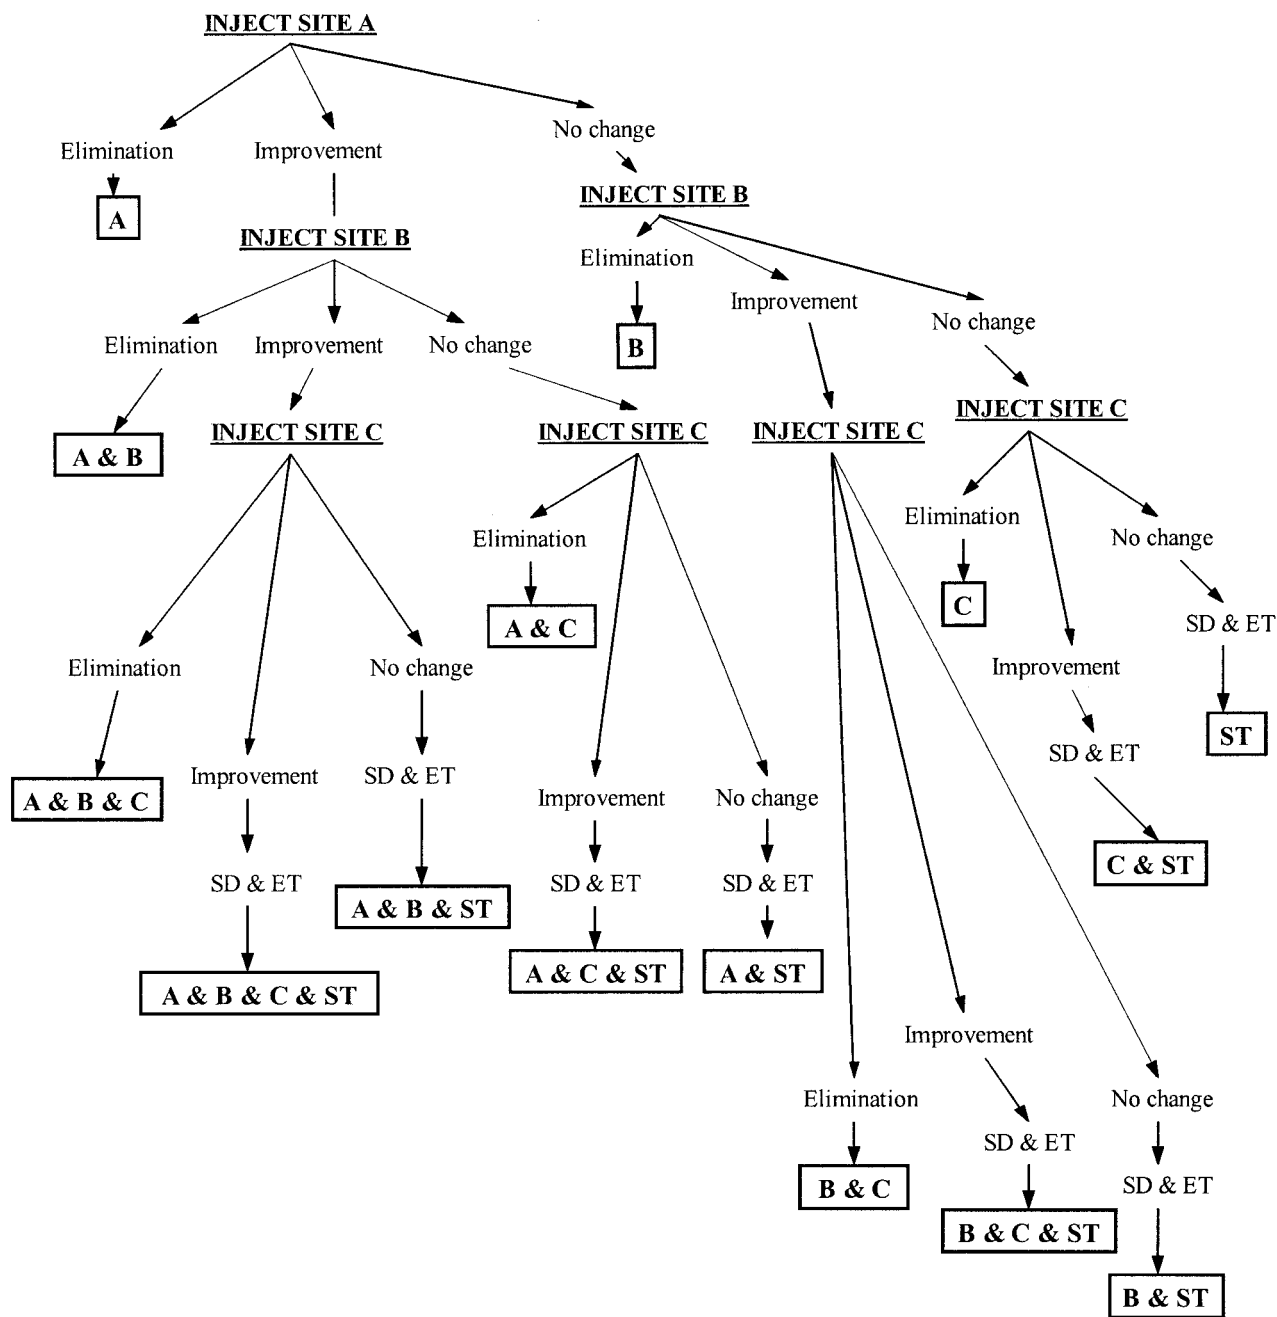 INJECT SITE A
No change
Elimination
Improvement
INJECT SITE B
A
INJECT SITE B
Elimination
Improvement
No change
Elimination
Improvement
No change
B
INJECT SITE C
INJECT SITE C
INJECT SITE C
INJECT SITE C
A & B
Elimination
No change
Elimination
C
A & C
SD & ET
Elimination
No change
Improvement
ST
SD & ET
Improvement
SD & ET
Improvement
No change
A & B & C
C & ST
SD & ET
SD & ET
SD & ET
A & B & ST
A & C & ST
A & ST
A & B & C & ST
Improvement
Elimination
No change
SD & ET
B & C
SD & ET
B & C & ST
B & ST